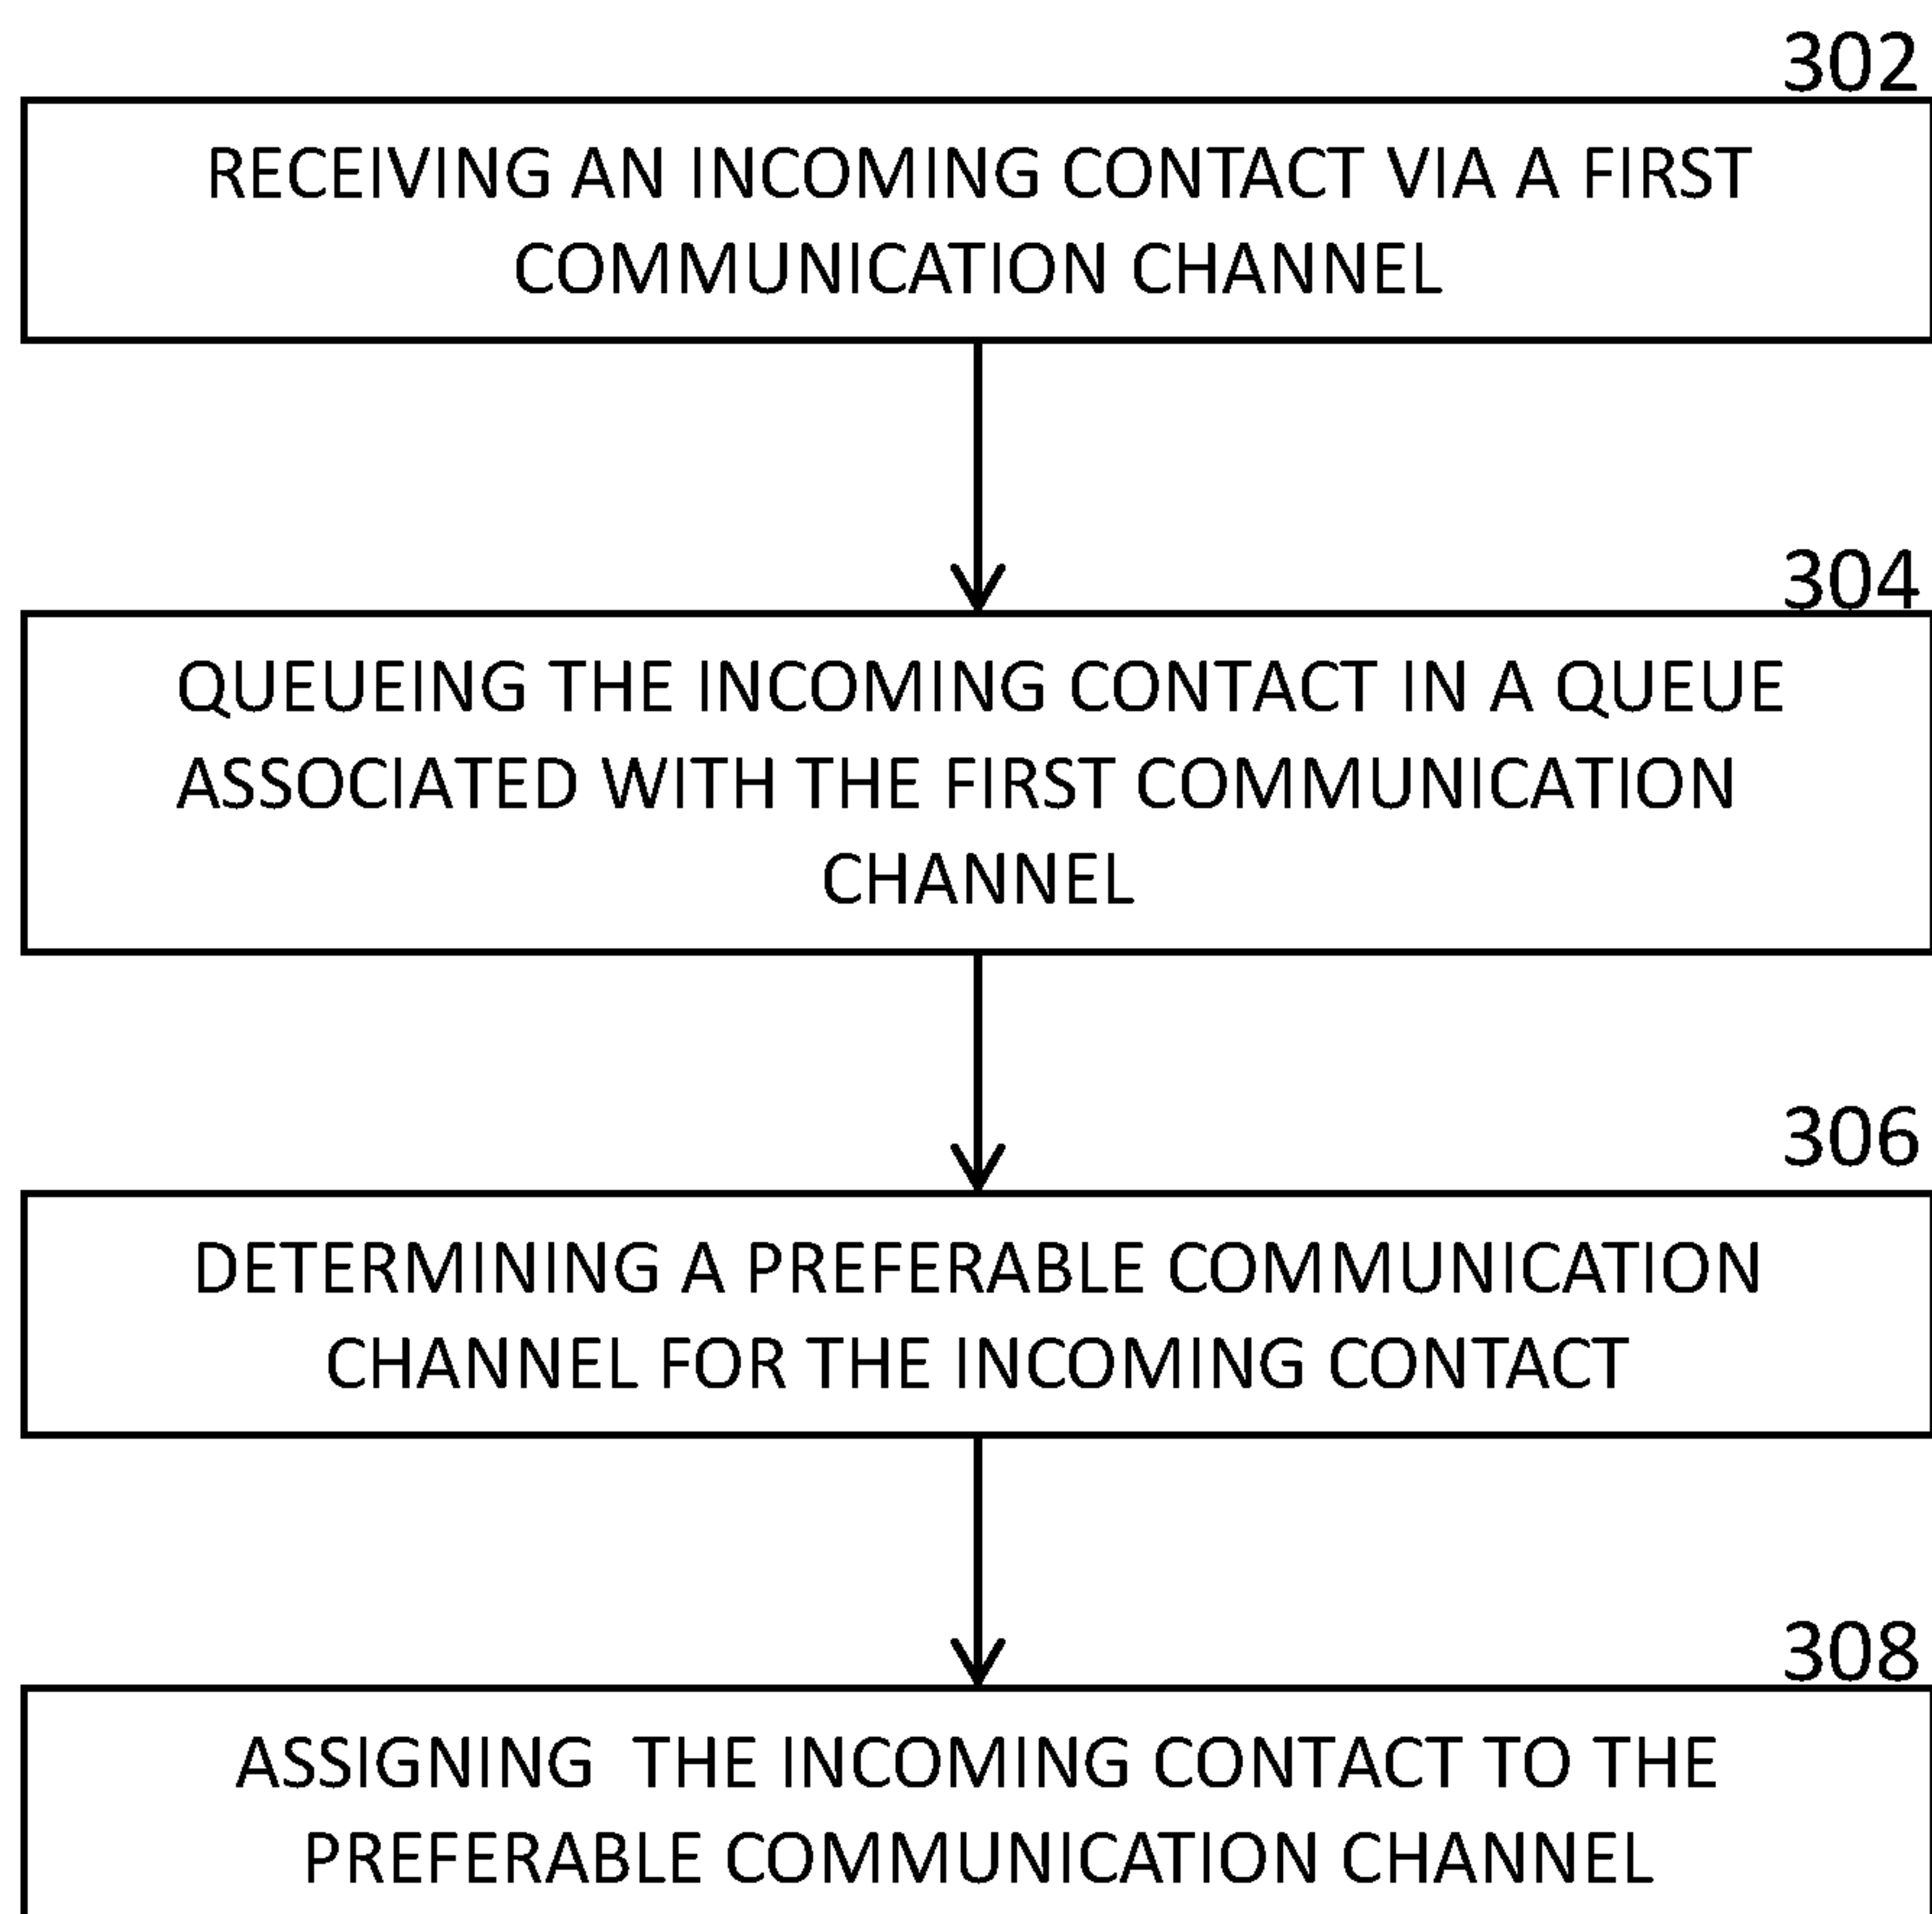 302
RECEIVING AN INCOMING CONTACT VIA A FIRST
COMMUNICATION CHANNEL
304
QUEUEING THE INCOMING CONTACT IN A QUEUE
ASSOCIATED WITH THE FIRST COMMUNICATION
CHANNEL
306
DETERMINING A PREFERABLE COMMUNICATION
CHANNEL FOR THE INCOMING CONTACT
308
ASSIGNING THE INCOMING CONTACT TO THE
PREFERABLE COMMUNICATION CHANNEL